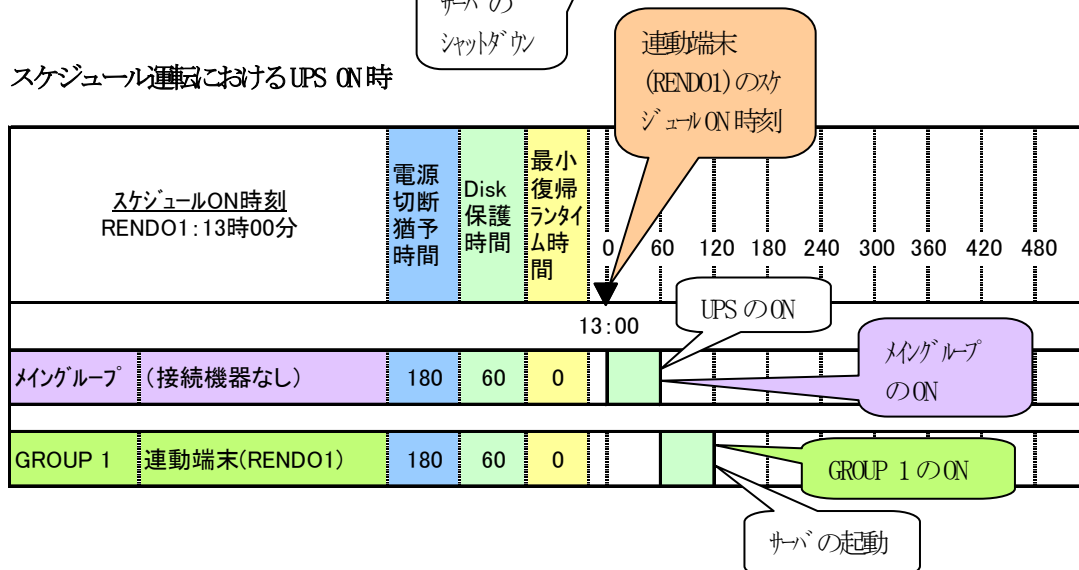 サーバの
シャットダウン
スケジュール運転におけるUPS ON時
連動端末
(RENDO1)のスケ
ジュールON時刻
スケジュールON時刻
RENDO1:13時00分
電源
切断
猶予
時間
Disk
保護
時間
最小
復帰
ランタイ
ム時
間
0 60 120 180 240 300 360 420 480
13:00
UPSのON
メイングループ
のON
メイングループ (接続機器なし) 180 60 0
GROUP 1 連動端末(RENDO1) 180 60 0
GROUP 1のON
サーバの起動